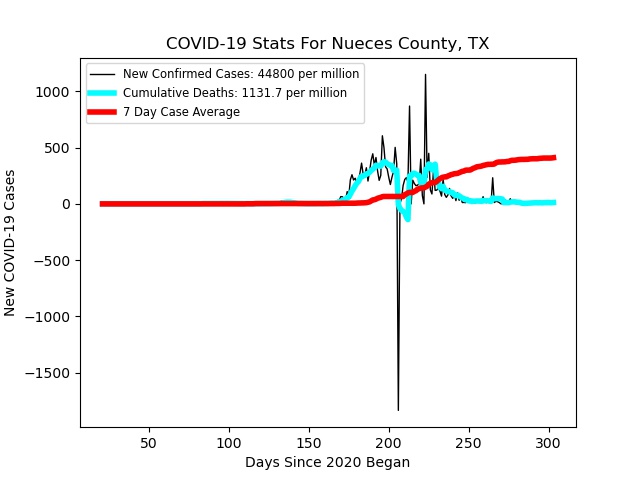 COVID-19 Stats For Nueces County, TX
New Confirmed Cases: 44800 per million
Cumulative Deaths: 1131.7 per million
7 Day Case Average
New COVID-19 Cases
1000
500
0
−500
−1000
−1500
50 100 150 200 250 300
Days Since 2020 Began